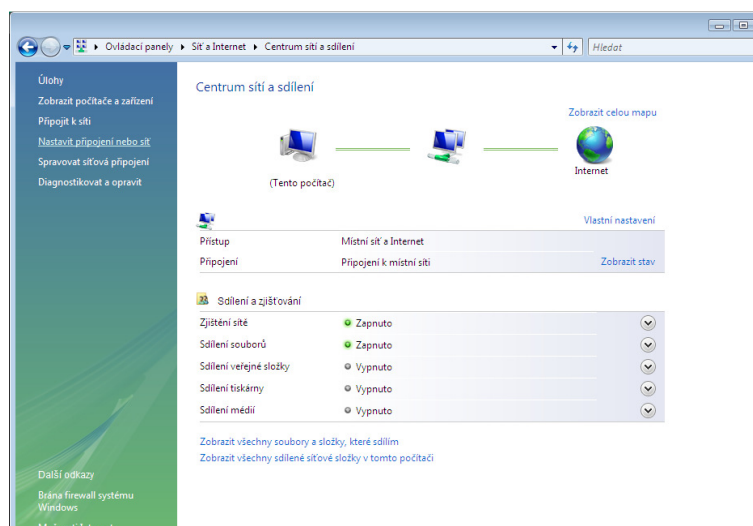 Ovládací panely ▸ Síť a Internet ▸ Centrum sítí a sdílení
Hledat
Úlohy
Zobrazit počítače a zařízení
Připojit k síti
Nastavit připojení nebo síť
Spravovat síťová připojení
Diagnostikovat a opravit
Centrum sítí a sdílení
Zobrazit celou mapu
(Tento počítač)
Internet
Vlastní nastavení
Přístup Místní síť a Internet
Připojení Připojení k místní síti Zobrazit stav
Sdílení a zjišťování
Zjištění sítě Zapnuto
Sdílení souborů Zapnuto
Sdílení veřejné složky Vypnuto
Sdílení tiskárny Vypnuto
Sdílení médií Vypnuto
Zobrazit všechny soubory a složky, které sdílím
Zobrazit všechny sdílené síťové složky v tomto počítači
Další odkazy
Brána firewall systému
Windows